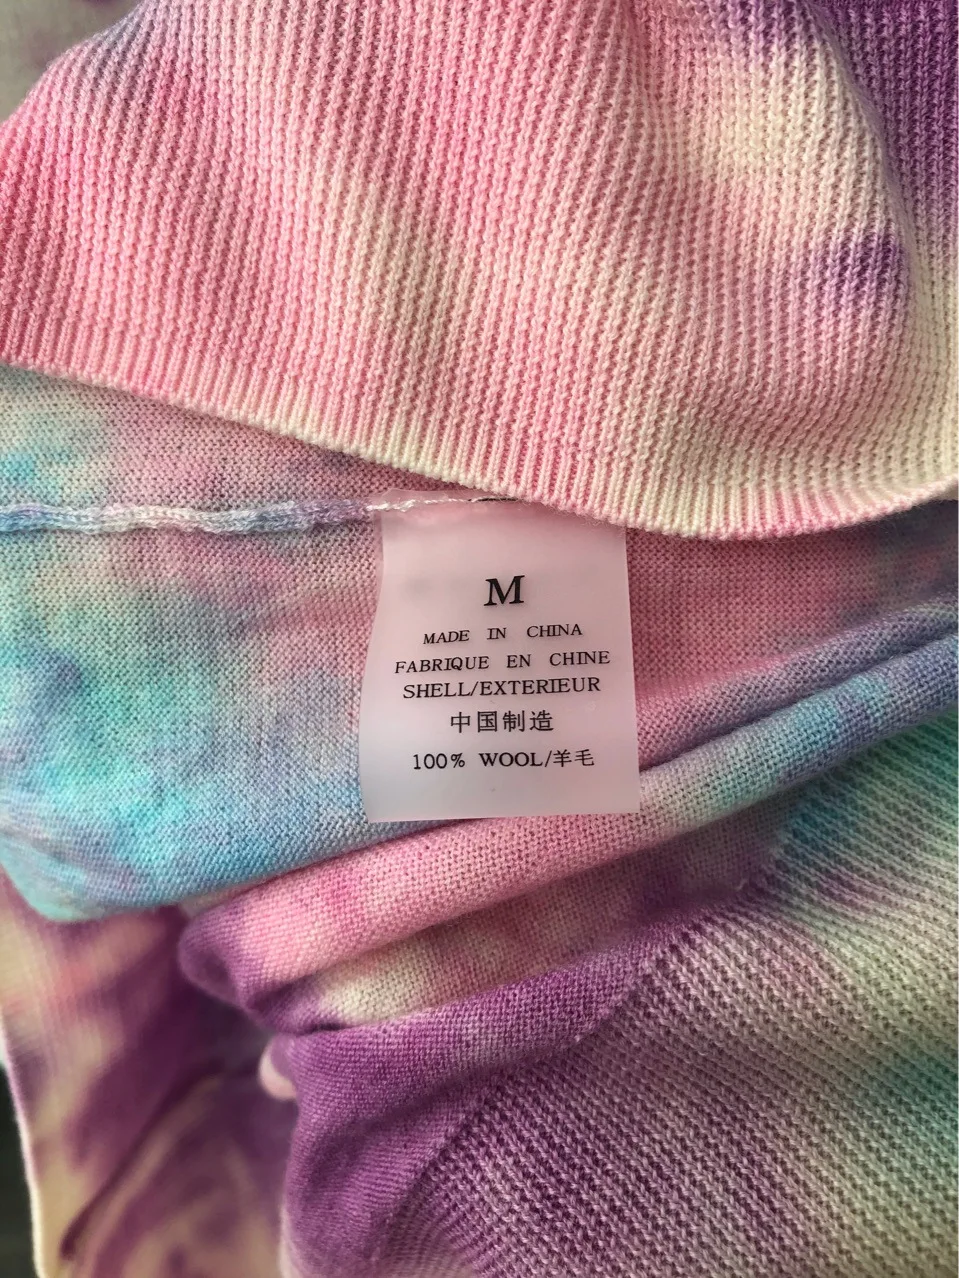 M
MADE IN CHINA
FABRIQUE EN CHINE
SHELL/EXTERIEUR
中国制造
100% WOOL/羊毛